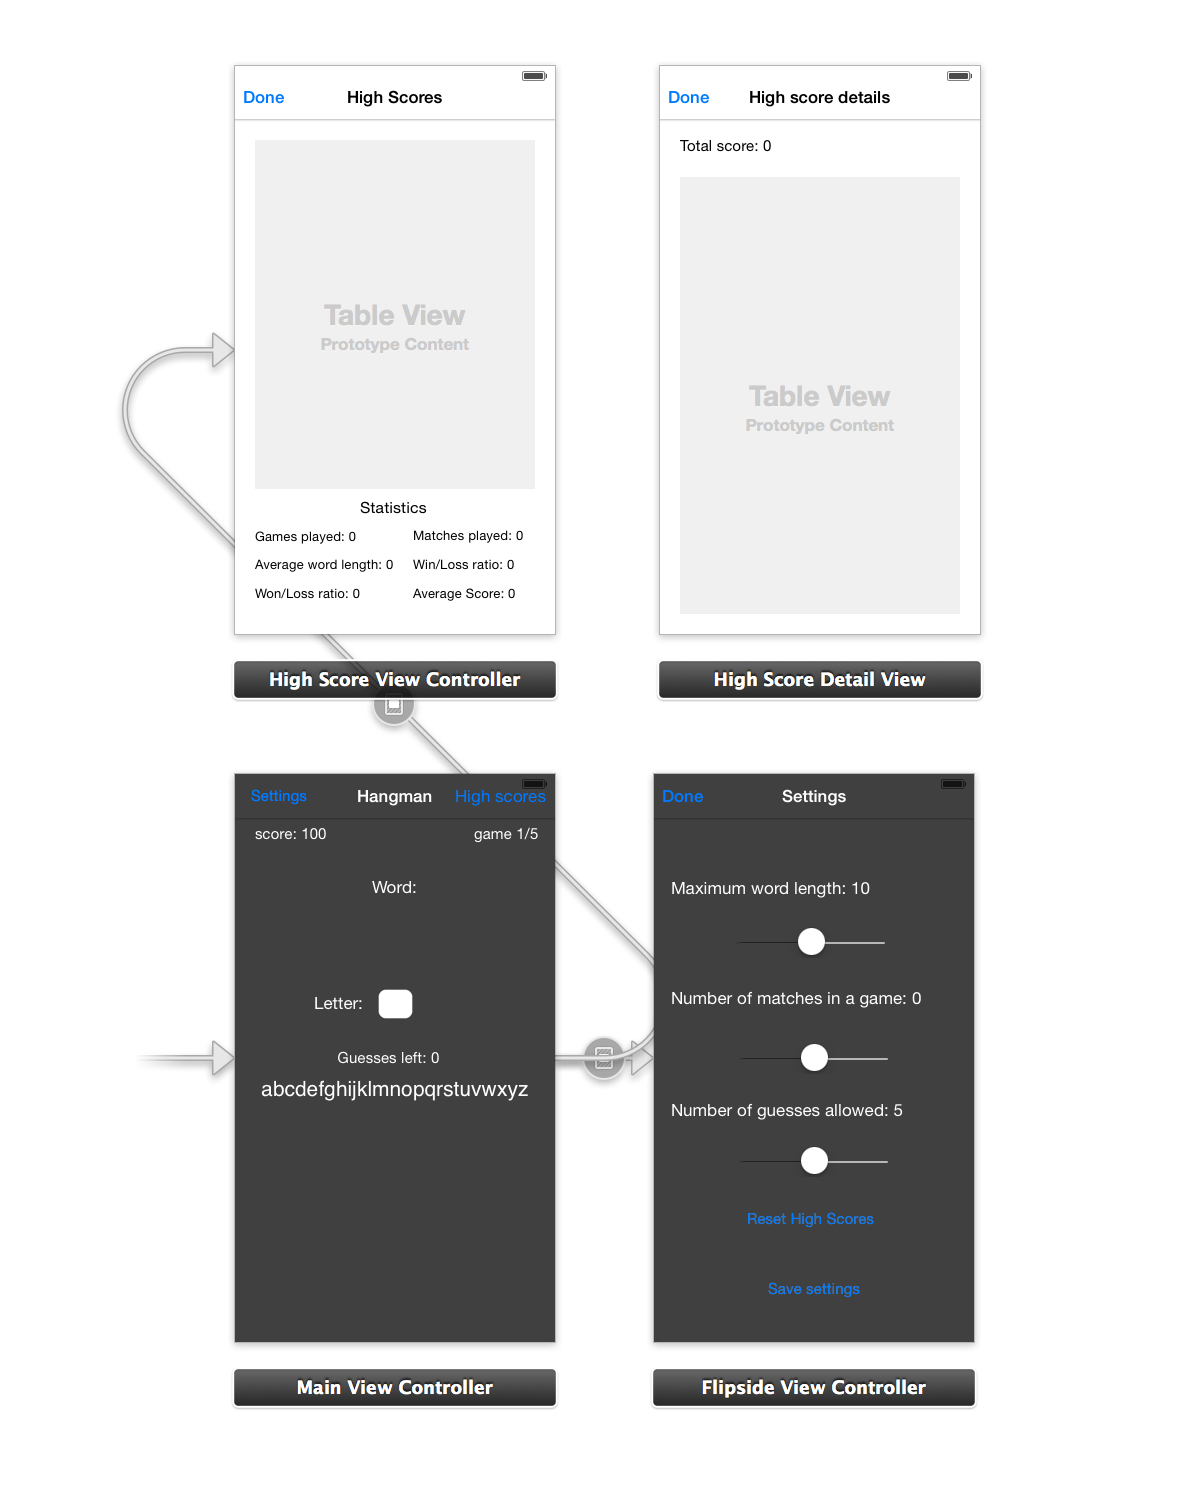 Done High Scores
Table View
Prototype Content
Statistics
Games played: 0 Matches played: 0
Average word length: 0 Win/Loss ratio: 0
Won/Loss ratio: 0 Average Score: 0
High Score View Controller
Done High score details
Total score: 0
Table View
Prototype Content
High Score Detail View
Settings Hangman High scores
score: 100 game 1/5
Word:
Letter:
Guesses left: 0
abcdefghijklmnopqrstuvwxyz
Main View Controller
Done Settings
Maximum word length: 10
Number of matches in a game: 0
Number of guesses allowed: 5
Reset High Scores
Save settings
Flipside View Controller